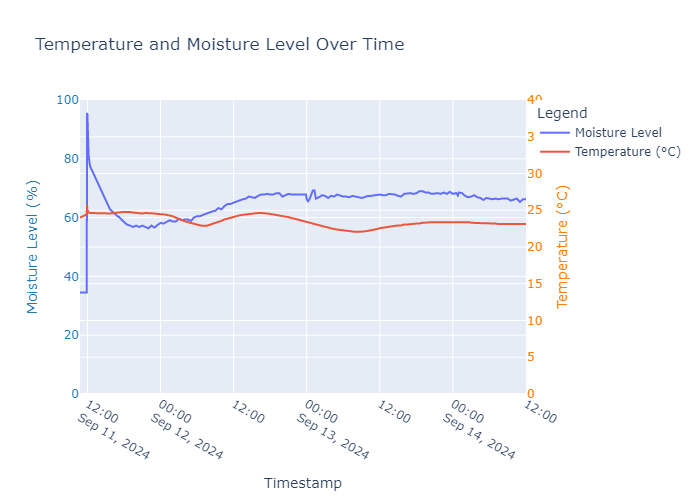 Temperature and Moisture Level Over Time
Legend
Moisture Level
Temperature (°C)
Moisture Level (%)
100
80
60
40
20
0
Temperature (°C)
40
3
30
25
20
15
10
5
0
12:00
Sep 11, 2024
00:00
Sep 12, 2024
12:00
00:00
Sep 13, 2024
12:00
00:00
Sep 14, 2024
12:00
Timestamp